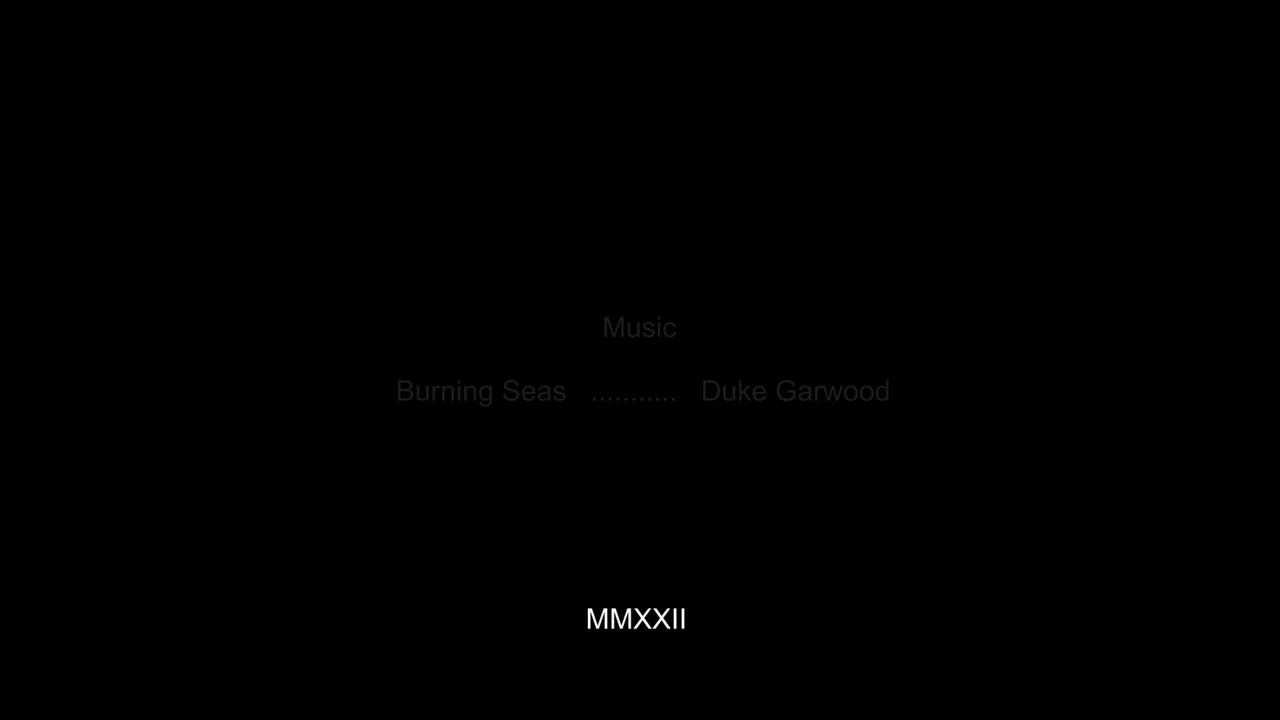 Music
Burning Seas ........... Duke Garwood
MMXXII